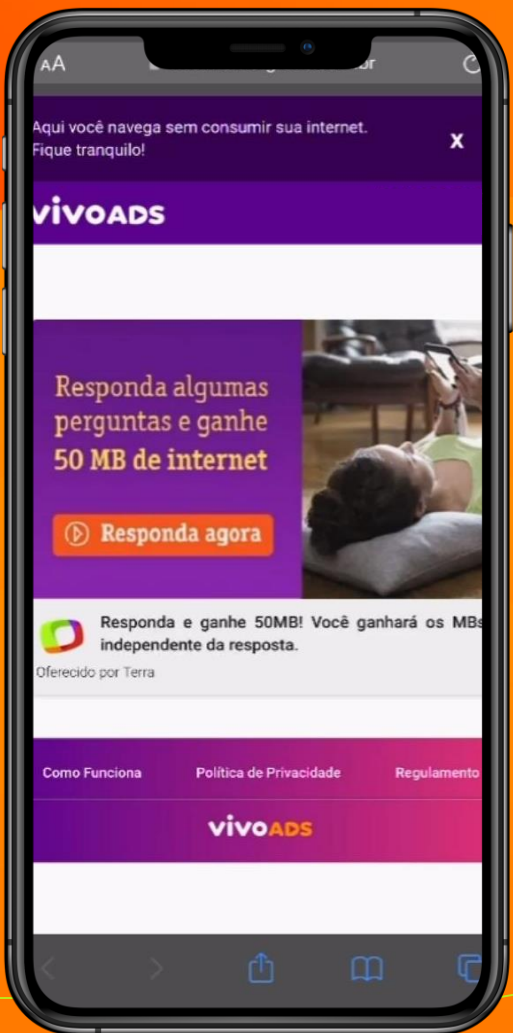 AA
Aqui você navega sem consumir sua internet.
Fique tranquilo!
X
vivoADS
Responda algumas
perguntas e ganhe
50 MB de internet
Responda agora
Responda e ganhe 50MB! Você ganhará os MBs
independente da resposta.
Oferecido por Terra
Como Funciona Política de Privacidade Regulamento
vivoADS